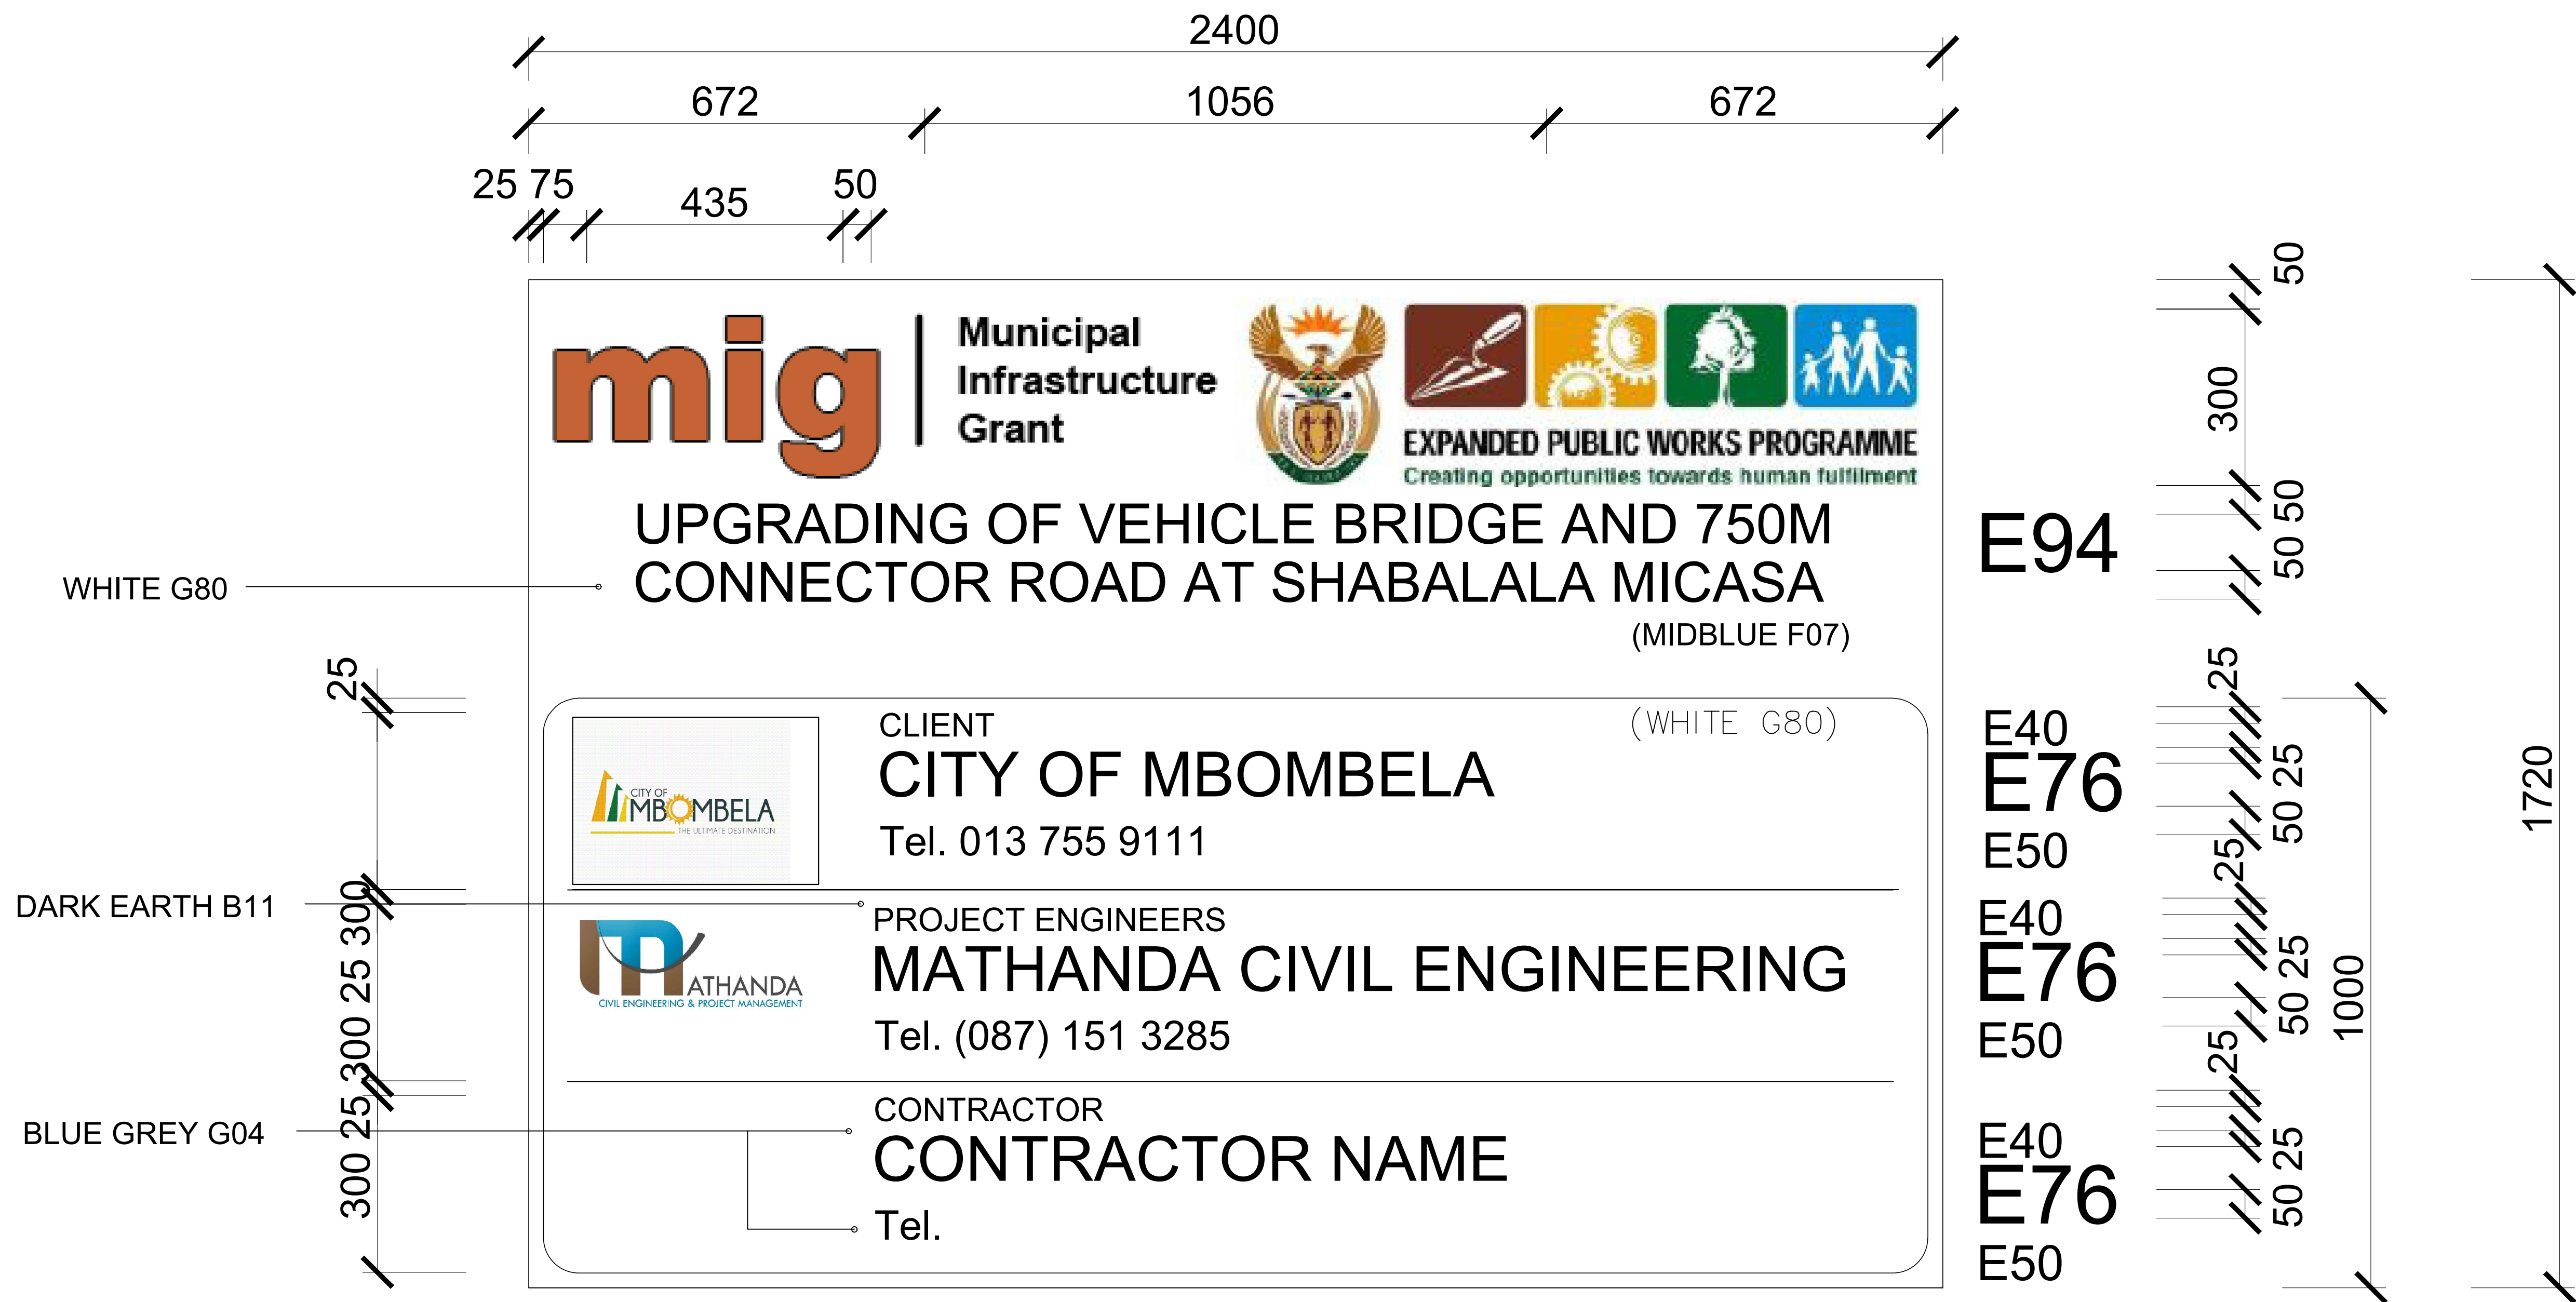 2400
672 1056 672
25 75 435 50
mig
Municipal
Infrastructure
Grant
EXPANDED PUBLIC WORKS PROGRAMME
Creating opportunities towards human fulfilment
UPGRADING OF VEHICLE BRIDGE AND 750M
CONNECTOR ROAD AT SHABALALA MICASA
(MIDBLUE F07)
WHITE G80
CLIENT
(WHITE G80)
CITY OF MBOMBELA
Tel. 013 755 9111
CITY OF
MBOMBELA
THE ULTIMATE DESTINATION
DARK EARTH B11
PROJECT ENGINEERS
MATHANDA CIVIL ENGINEERING
Tel. (087) 151 3285
MATHANDA
CIVIL ENGINEERING & PROJECT MANAGEMENT
BLUE GREY G04
CONTRACTOR
CONTRACTOR NAME
Tel.
25
300 25 300 25 300
E94
E40
E76
E50
E40
E76
E50
E40
E76
E50
50
300
50 50
50
25
50 25
25
50 25
25
50 25
1000
1720